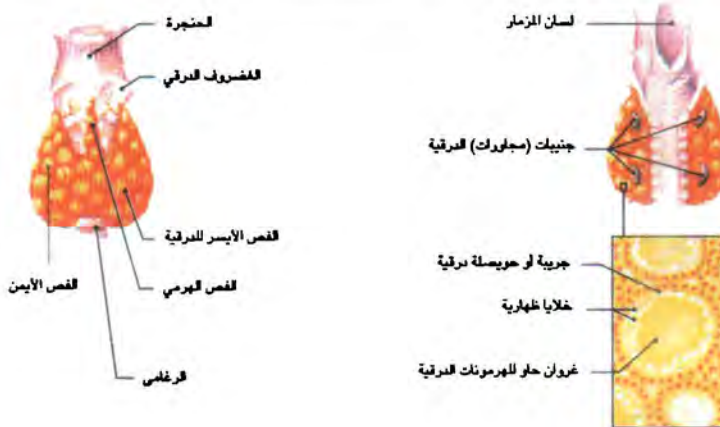 الحنجرة
الغضروف الدرقي
الفص الأيسر للدرقية
الفص الهرمي
الفص الأيمن
الرغامى
لسان المزمار
جنيبات (مجاورات) الدرقية
جريبة أو حويصلة درقية
خلايا ظهارية
غروان حاو للهرمونات الدرقية